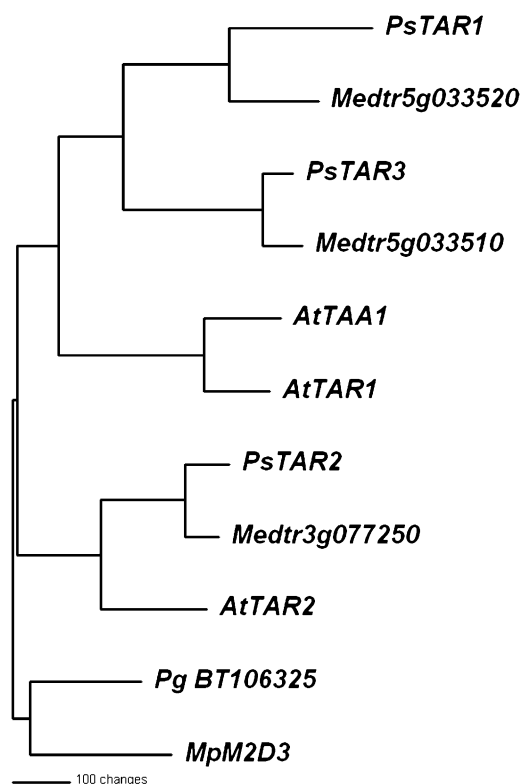 PsTAR1
Medtr5g033520
PsTAR3
Medtr5g033510
AtTAA1
AtTAR1
PsTAR2
Medtr3g077250
AtTAR2
Pg BT106325
MpM2D3
100 changes